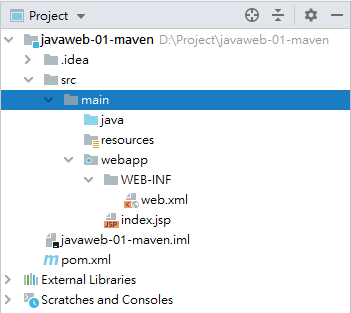 Project
javaweb-01-maven D:\Project\javaweb-01-maven
.idea
src
main
java
resources
webapp
WEB-INF
web.xml
JSP index.jsp
javaweb-01-maven.iml
m pom.xml
External Libraries
Scratches and Consoles